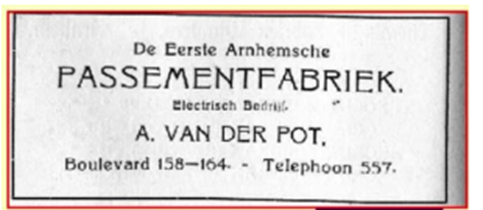 De Eerste Arnhemsche
PASSEMENTFABRIEK.
Electrisch Bedrijf.
A. VAN DER POT,
Boulevard 158—164. - Telephoon 557.